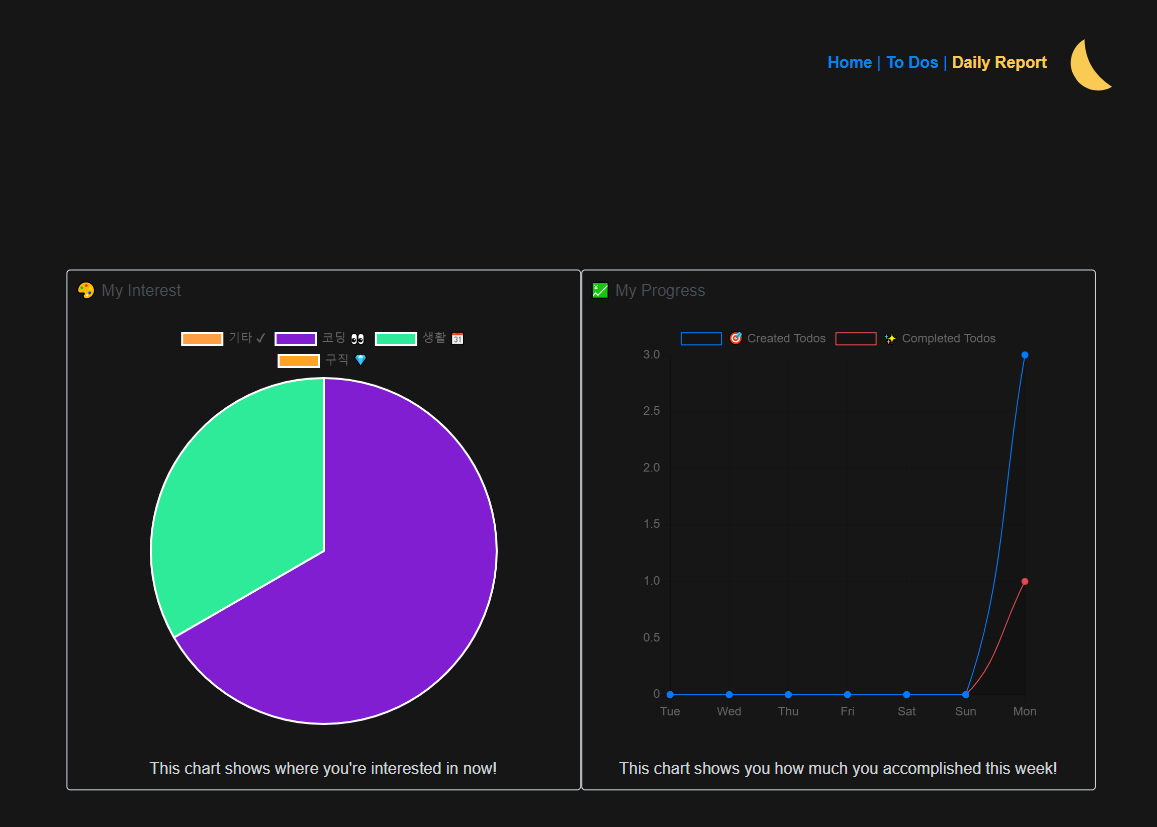 Home | To Dos | Daily Report
🎨 My Interest
기타 ✓ 코딩 👀 생활 📅
구직 💎
This chart shows where you're interested in now!
💹 My Progress
🎯 Created Todos ✨ Completed Todos
3.0
2.5
2.0
1.5
1.0
0.5
0
Tue Wed Thu Fri Sat Sun Mon
This chart shows you how much you accomplished this week!